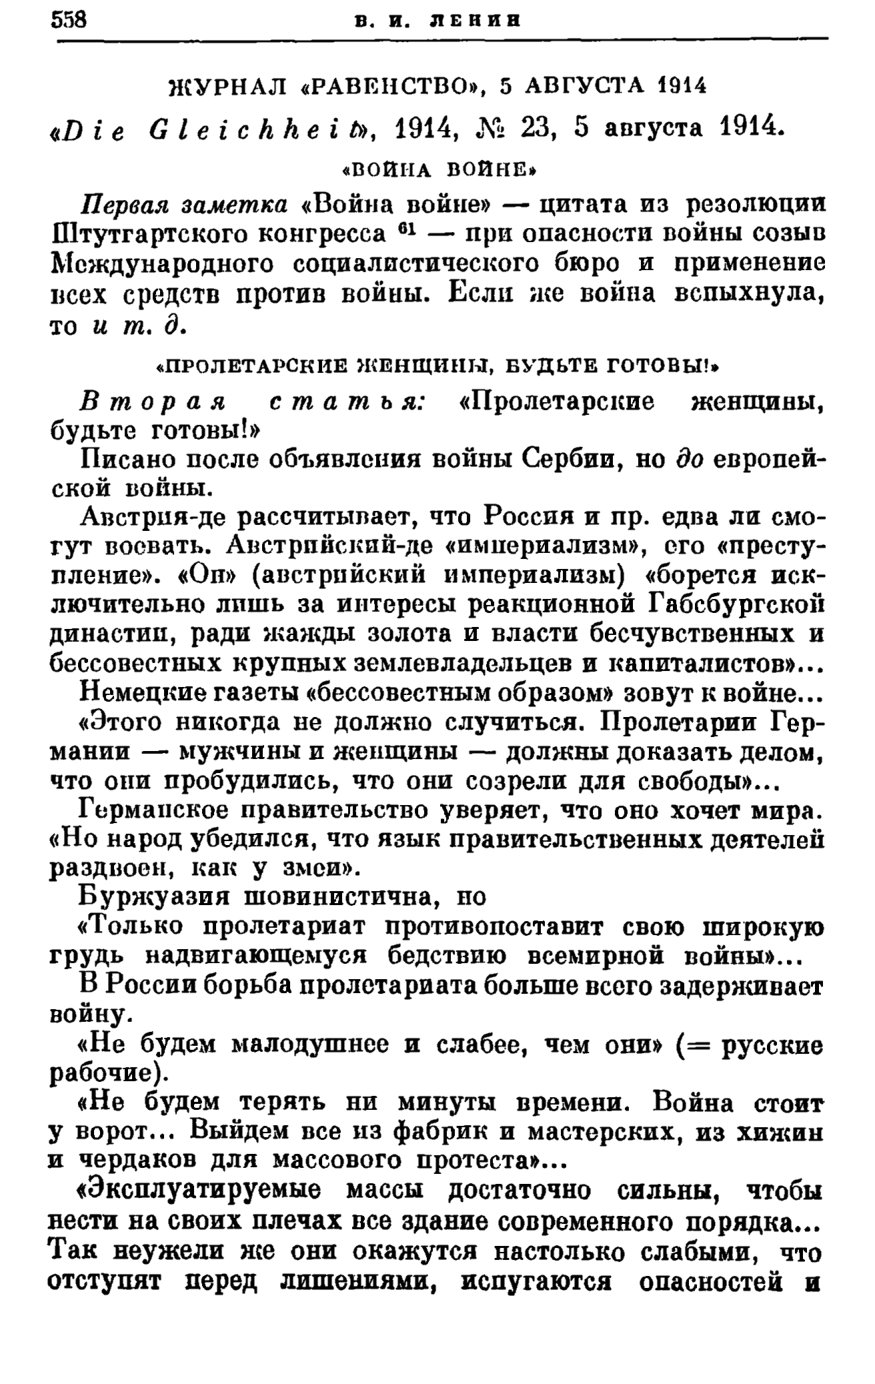 558
В. И. ЛЕНИН
ЖУРНАЛ «РАВЕНСТВО», 5 АВГУСТА 1914
«Die Gleichheit», 1914, № 23, 5 августа 1914.
«ВОЙНА ВОЙНЕ»
Первая заметка «Война войне» — цитата из резолюции
Штутгартского конгресса 61 — при опасности войны созыв
Международного социалистического бюро и применение
всех средств против войны. Если же война вспыхнула,
то и т. д.
«ПРОЛЕТАРСКИЕ ЖЕНЩИНЫ, БУДЬТЕ ГОТОВЫ!»
Вторая статья: «Пролетарские женщины,
будьте готовы!»
Писано после объявления войны Сербии, но до европей-
ской войны.
Австрия-де рассчитывает, что Россия и пр. едва ли смо-
гут воевать. Австрийский-де «империализм», его «престу-
пление». «Он» (австрийский империализм) «борется иск-
лючительно лишь за интересы реакционной Габсбургской
династии, ради жажды золота и власти бесчувственных и
бессовестных крупных землевладельцев и капиталистов»...
Немецкие газеты «бессовестным образом» зовут к войне...
«Этого никогда не должно случиться. Пролетарии Гер-
мании — мужчины и женщины — должны доказать делом,
что они пробудились, что они созрели для свободы»...
Германское правительство уверяет, что оно хочет мира.
«Но народ убедился, что язык правительственных деятелей
раздвоен, как у змеи».
Буржуазия шовинистична, но
«Только пролетариат противопоставит свою широкую
грудь надвигающемуся бедствию всемирной войны»...
В России борьба пролетариата больше всего задерживает
войну.
«Не будем малодушнее и слабее, чем они» (= русские
рабочие).
«Не будем терять ни минуты времени. Война стоит
у ворот... Выйдем все из фабрик и мастерских, из хижин
и чердаков для массового протеста»...
«Эксплуатируемые массы достаточно сильны, чтобы
нести на своих плечах все здание современного порядка...
Так неужели же они окажутся настолько слабыми, что
отступят перед лишениями, испугаются опасностей и